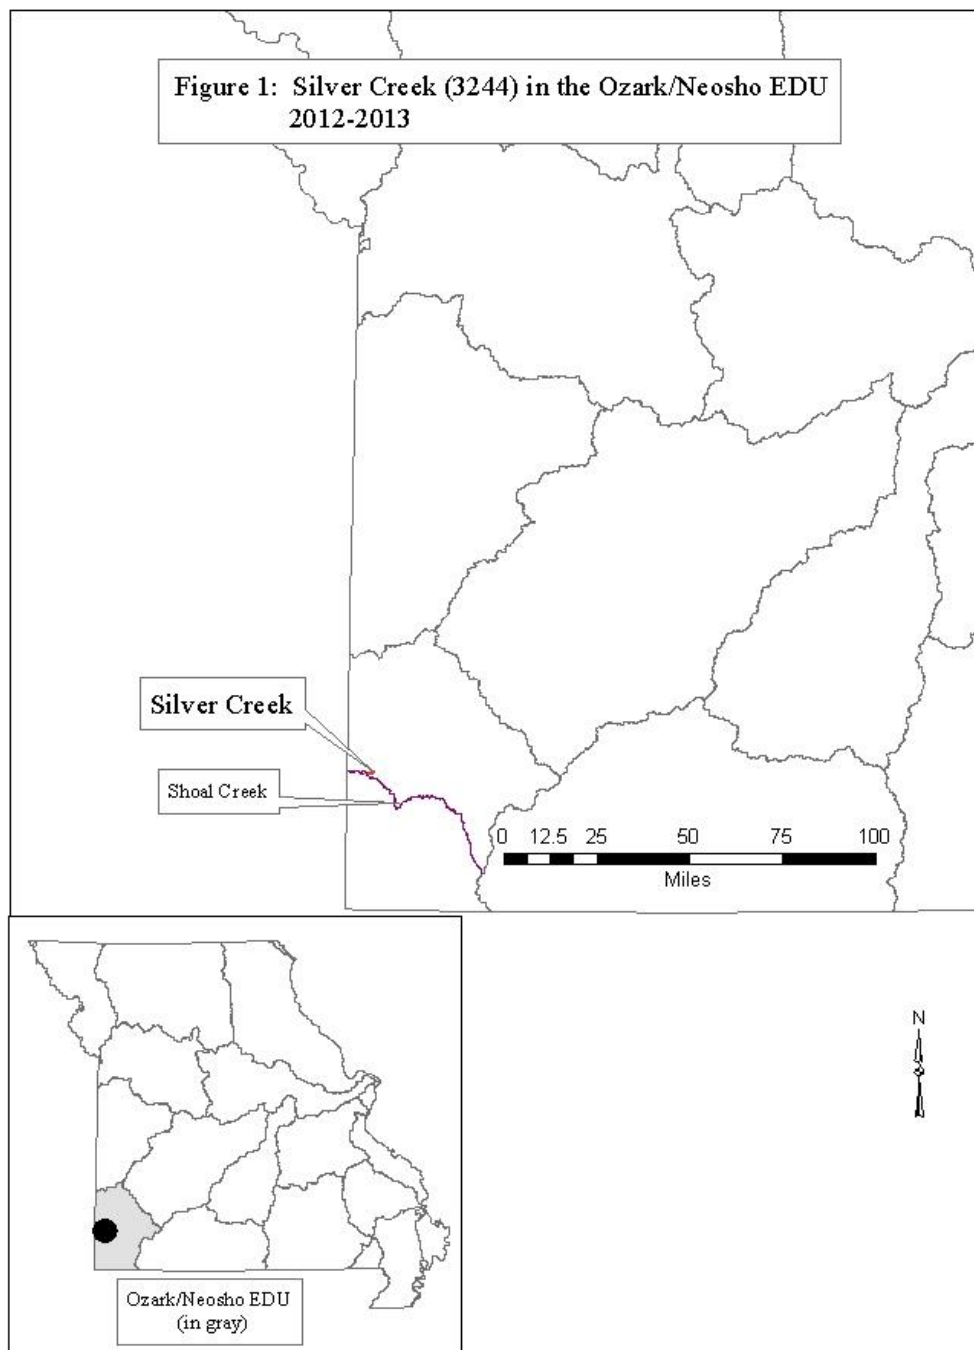 Figure 1: Silver Creek (3244) in the Ozark/Neosho EDU
2012-2013
Silver Creek
Shoal Creek
0 12.5 25 50 75 100
Miles
N
Ozark/Neosho EDU
(in gray)